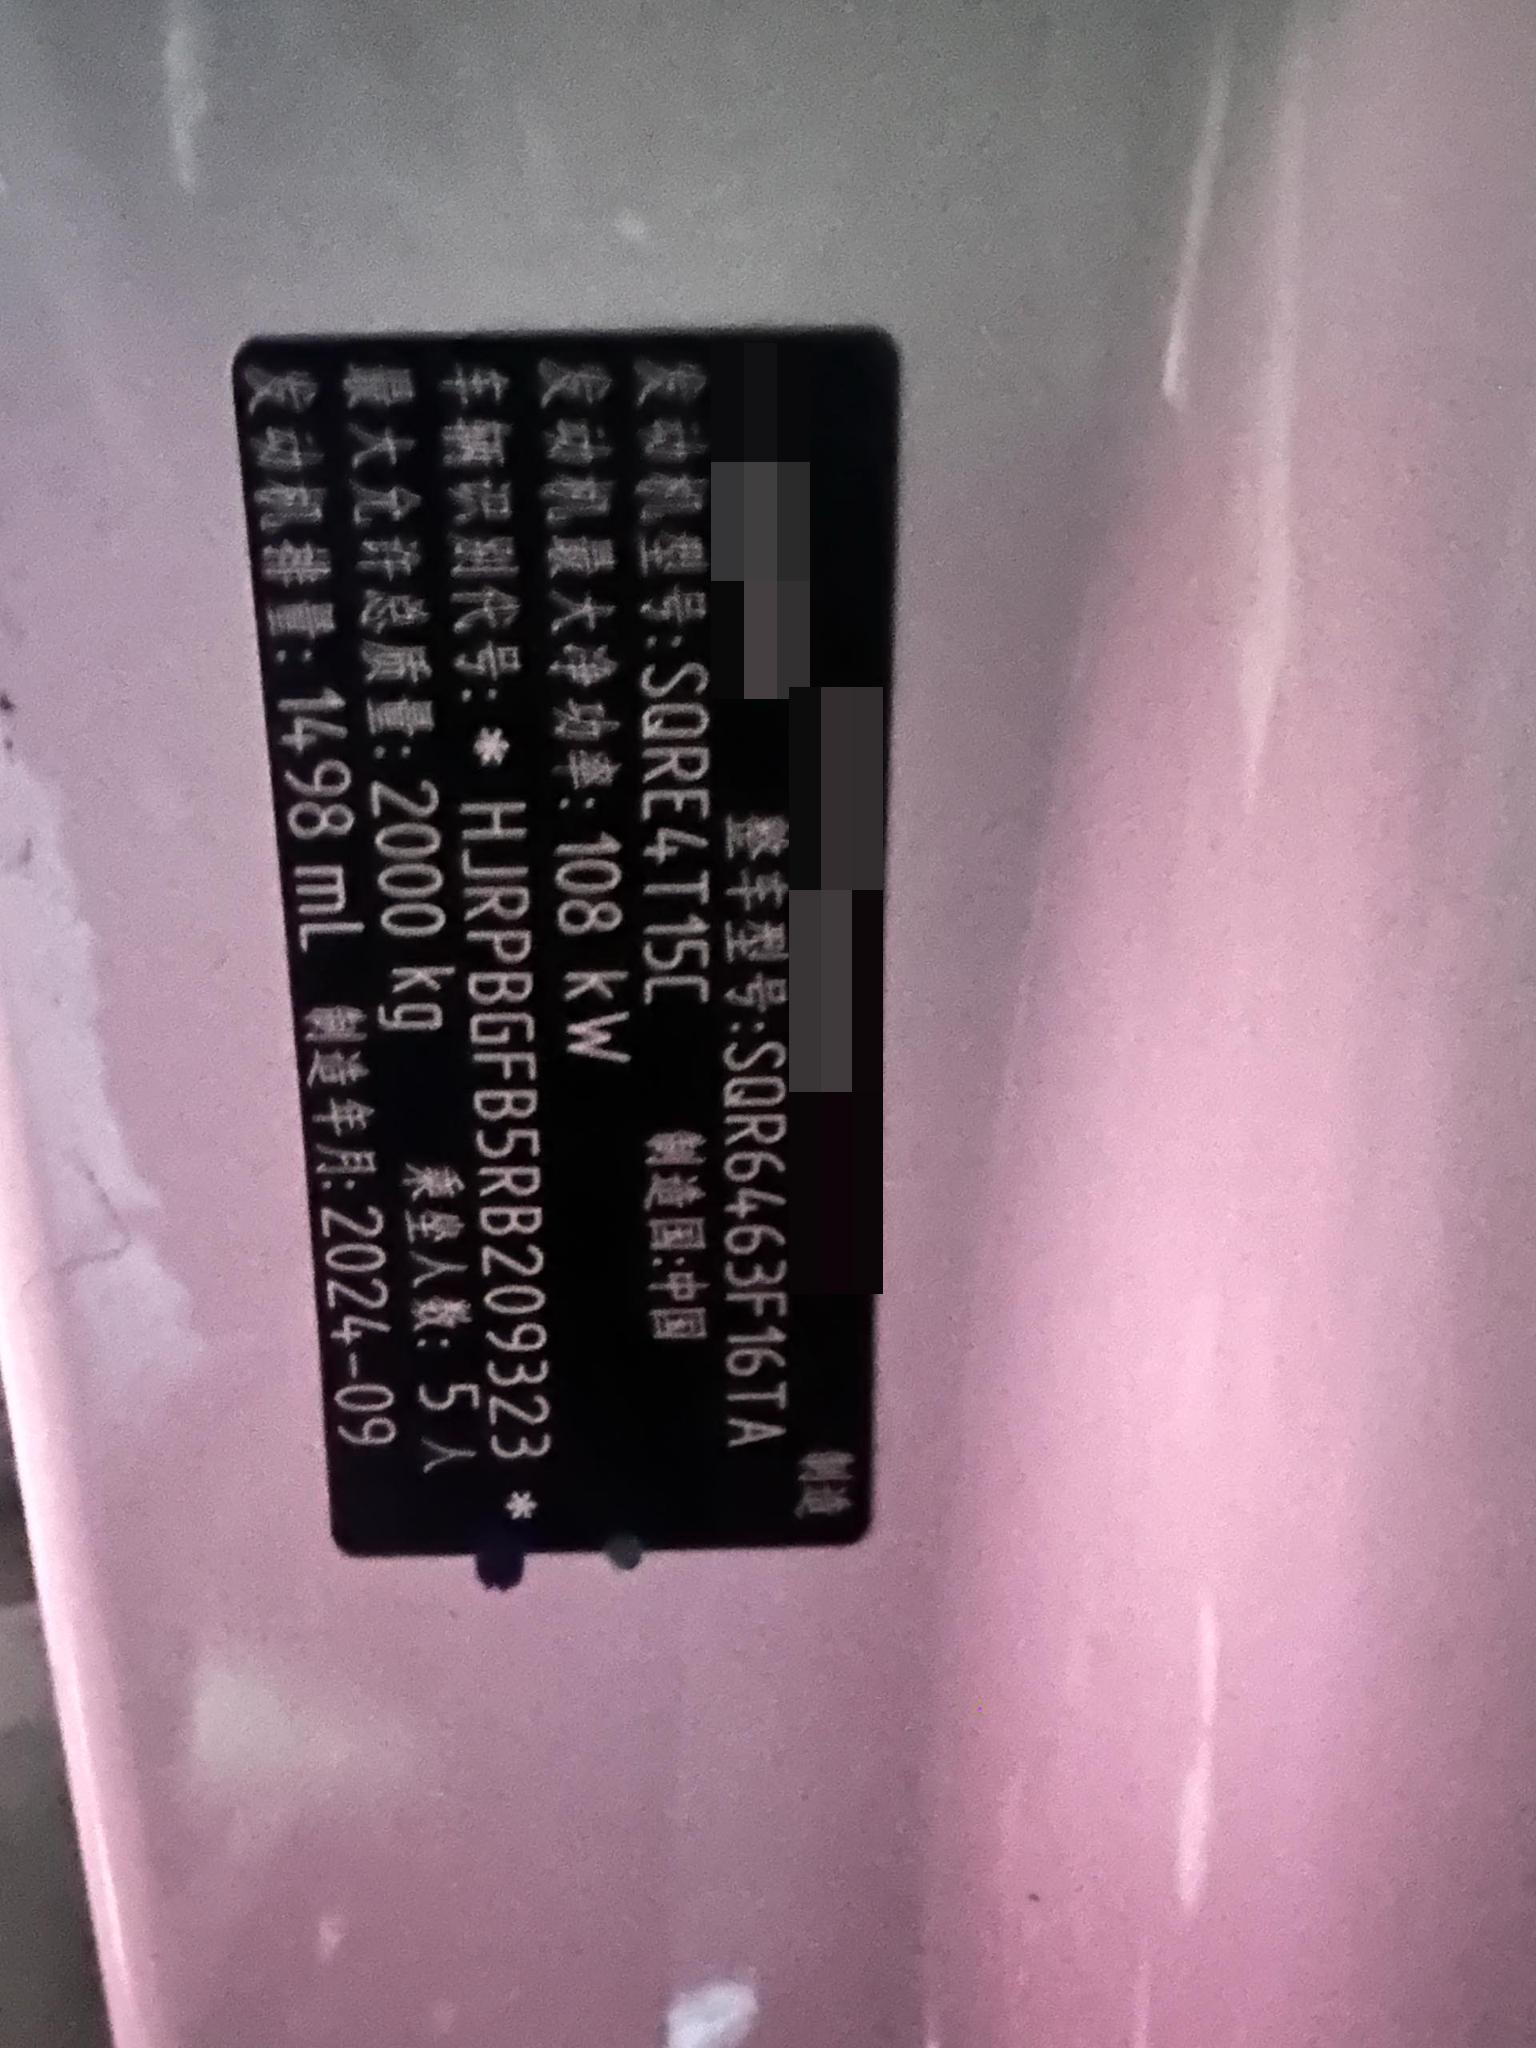 制造
整车型号:SQR6463F16TA
发动机型号:SQRE4T15C 制造国:中国
发动机最大净功率:108 kW
车辆识别代号:* HJRPBGFB5RB209323 *
最大允许总质量:2000 kg 乘坐人数:5人
发动机排量:1498 mL 制造年月:2024-09